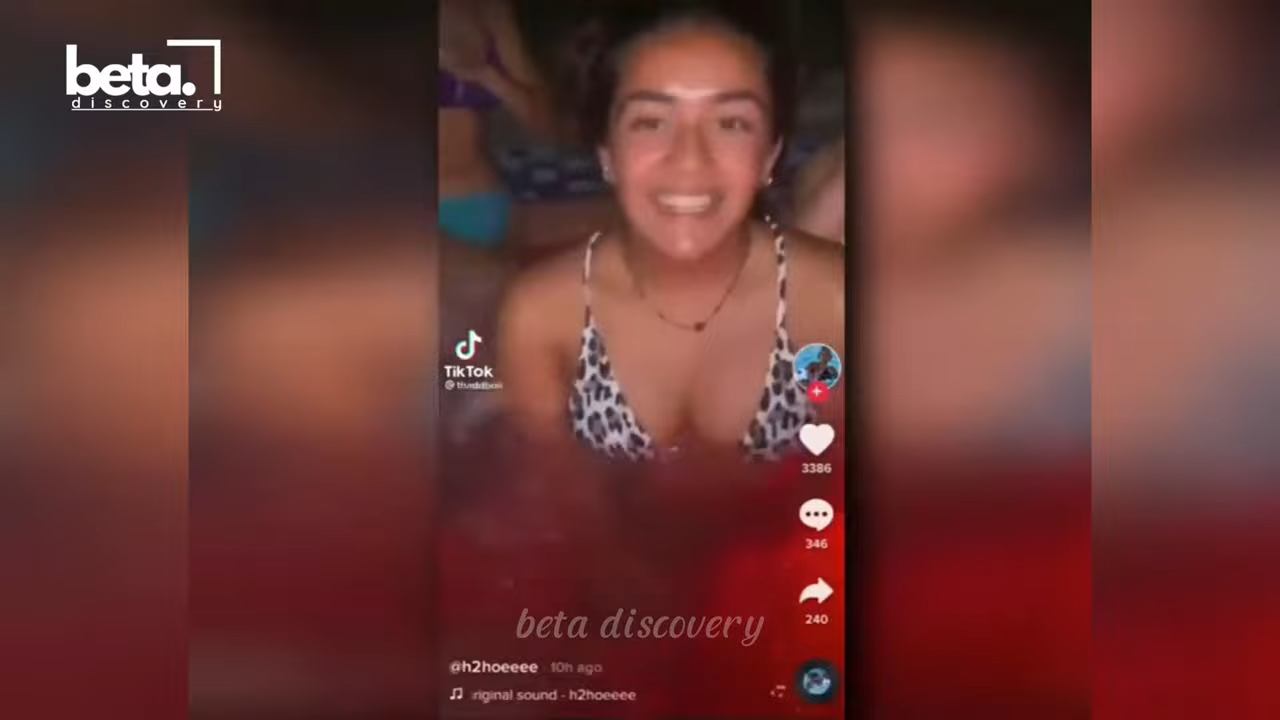 beta.
discovery
TikTok
3386
346
240
beta discovery
@h2hoeeee · 10h ago
riginal sound - h2hoeeee